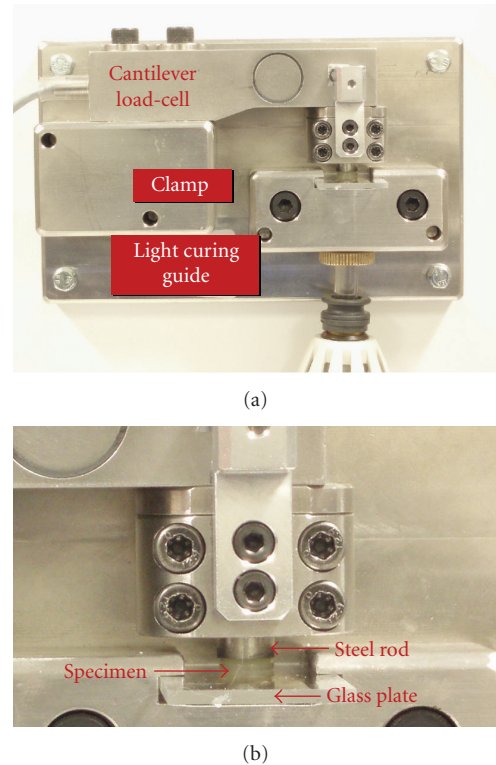 Cantilever
load-cell
Clamp
Light curing
guide
(a)
Steel rod
Specimen
Glass plate
(b)